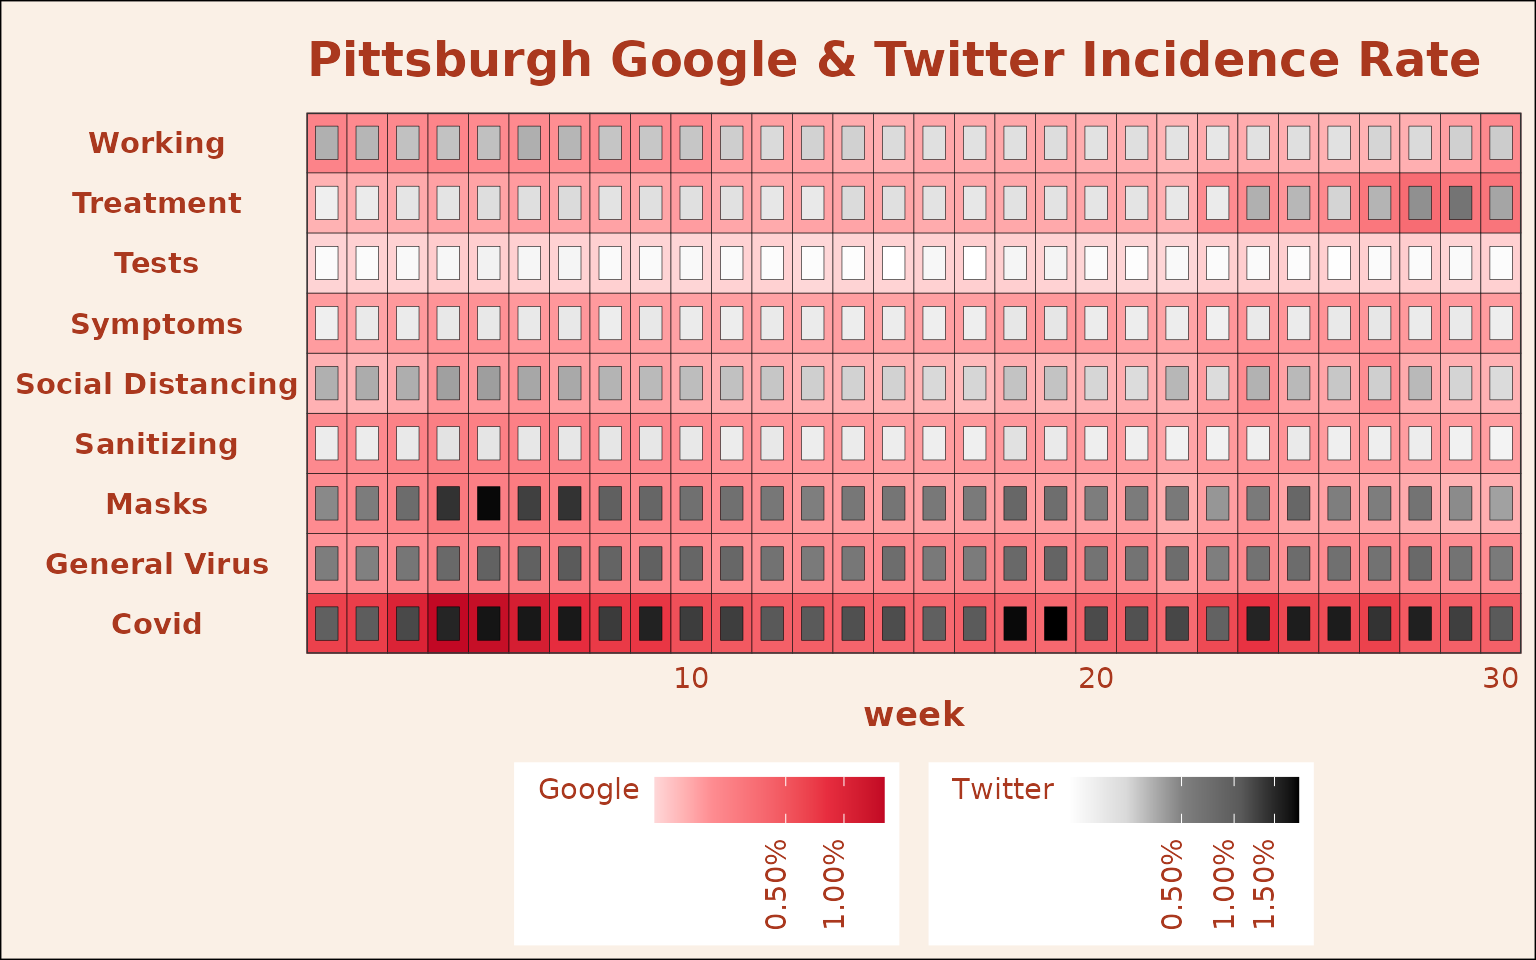 Pittsburgh Google & Twitter Incidence Rate
Working
Treatment
Tests
Symptoms
Social Distancing
Sanitizing
Masks
General Virus
Covid
10 20 30
week
Google
0.50% 1.00%
Twitter
0.50% 1.00% 1.50%